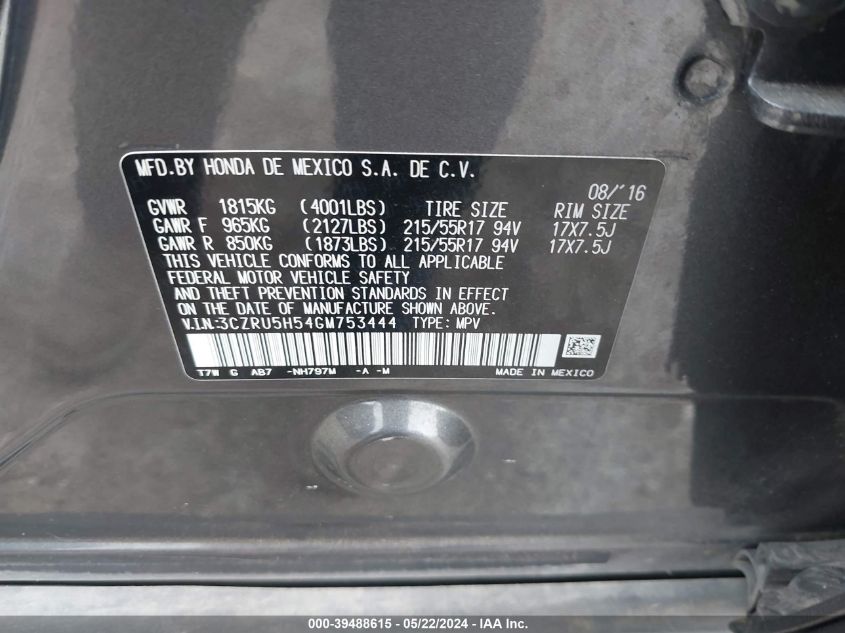 MFD.BY HONDA DE MEXICO S.A. DE C.V.
08/'16
GVWR 1815KG (4001LBS) TIRE SIZE RIM SIZE
GAWR F 965KG (2127LBS) 215/55R17 94V 17X7.5J
GAWR R 850KG (1873LBS) 215/55R17 94V 17X7.5J
THIS VEHICLE CONFORMS TO ALL APPLICABLE
FEDERAL MOTOR VEHICLE SAFETY
AND THEFT PREVENTION STANDARDS IN EFFECT
ON THE DATE OF MANUFACTURE SHOWN ABOVE.
V.I.N.:3CZRU5H54GM753444 TYPE: MPV
T7W G AB7 -NH797M -A -M MADE IN MEXICO
000-39488615 - 05/22/2024 - IAA Inc.